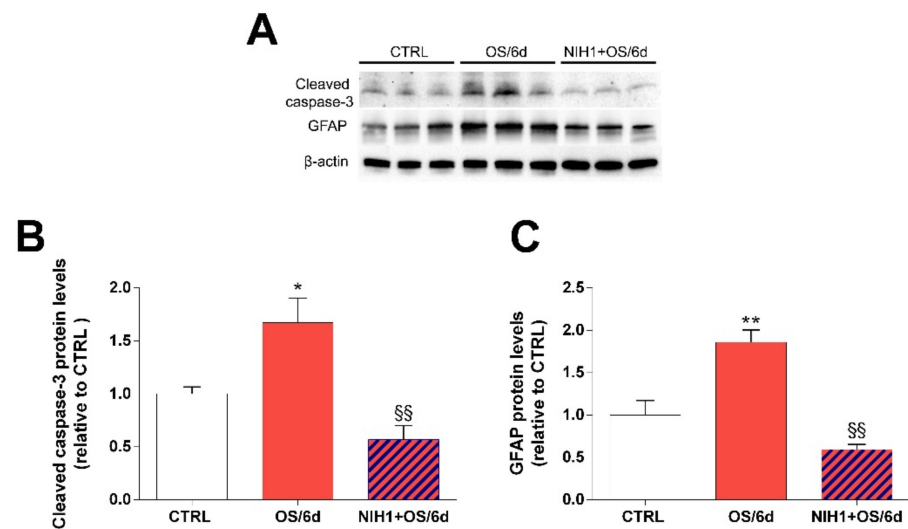 A
CTRL OS/6d NIH1+OS/6d
Cleaved
caspase-3
GFAP
β-actin
B
Cleaved caspase-3 protein levels
(relative to CTRL )
2.0
1.5
1.0
0.5
0.0
*
§§
CTRL OS/6d NIH1+OS/6d
C
GFAP protein levels
(relative to CTRL)
2.5
2.0
1.5
1.0
0.5
0.0
**
§§
CTRL OS/6d NIH1+OS/6d